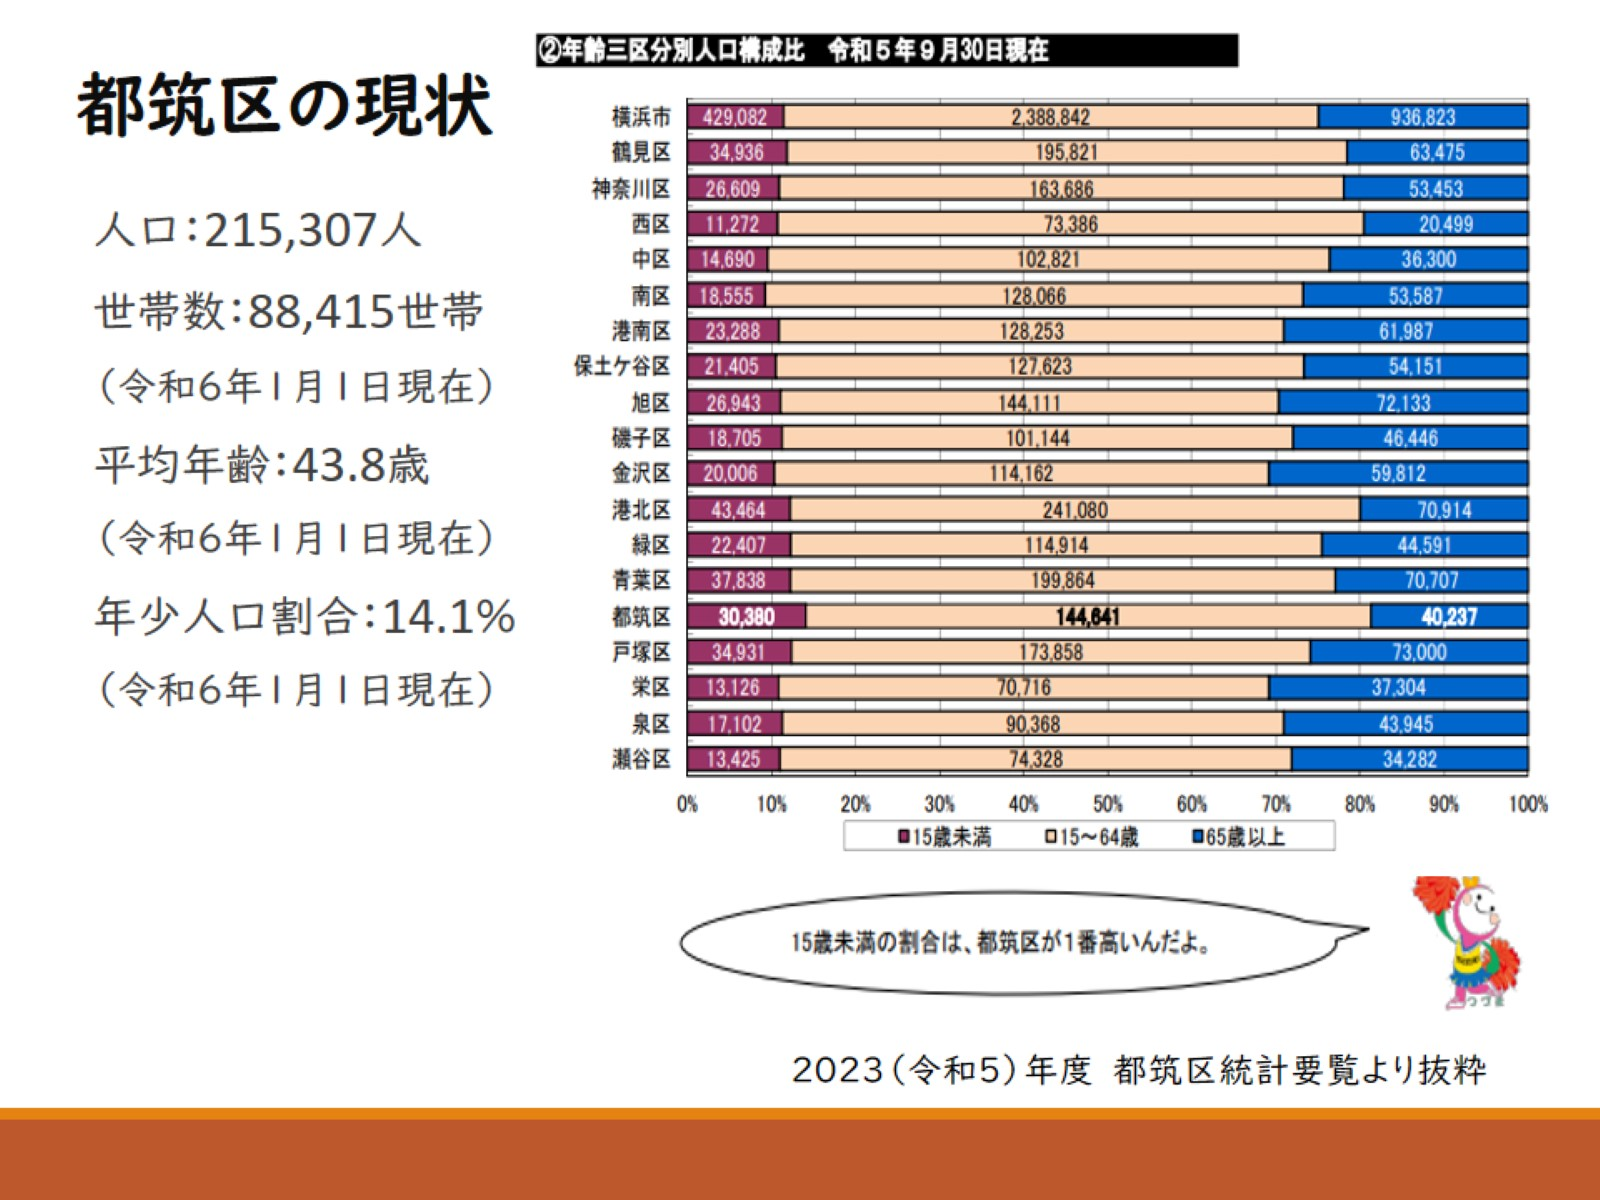 都筑区の現状
人口：215,307人
世帯数：88,415世帯
（令和6年1月1日現在）
平均年齢：43.8歳
（令和6年1月1日現在）
年少人口割合：14.1%
（令和6年1月1日現在）
②年齢三区分別人口構成比　令和５年９月30日現在
横浜市 429,082 2,388,842 936,823
鶴見区 34,936 195,821 63,475
神奈川区 26,609 163,686 53,453
西区 11,272 73,386 20,499
中区 14,690 102,821 36,300
南区 18,555 128,066 53,587
港南区 23,288 128,253 61,987
保土ケ谷区 21,405 127,623 54,151
旭区 26,943 144,111 72,133
磯子区 18,705 101,144 46,446
金沢区 20,006 114,162 59,812
港北区 43,464 241,080 70,914
緑区 22,407 114,914 44,591
青葉区 37,838 199,864 70,707
都筑区 30,380 144,641 40,237
戸塚区 34,931 173,858 73,000
栄区 13,126 70,716 37,304
泉区 17,102 90,368 43,945
瀬谷区 13,425 74,328 34,282
0% 10% 20% 30% 40% 50% 60% 70% 80% 90% 100%
15歳未満 15～64歳 65歳以上
15歳未満の割合は、都筑区が１番高いんだよ。
つづき
2023（令和5）年度 都筑区統計要覧より抜粋